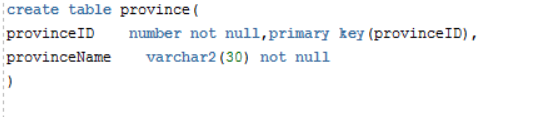 create table province(
provinceID    number not null,primary key(provinceID),
provinceName    varchar2(30) not null
)